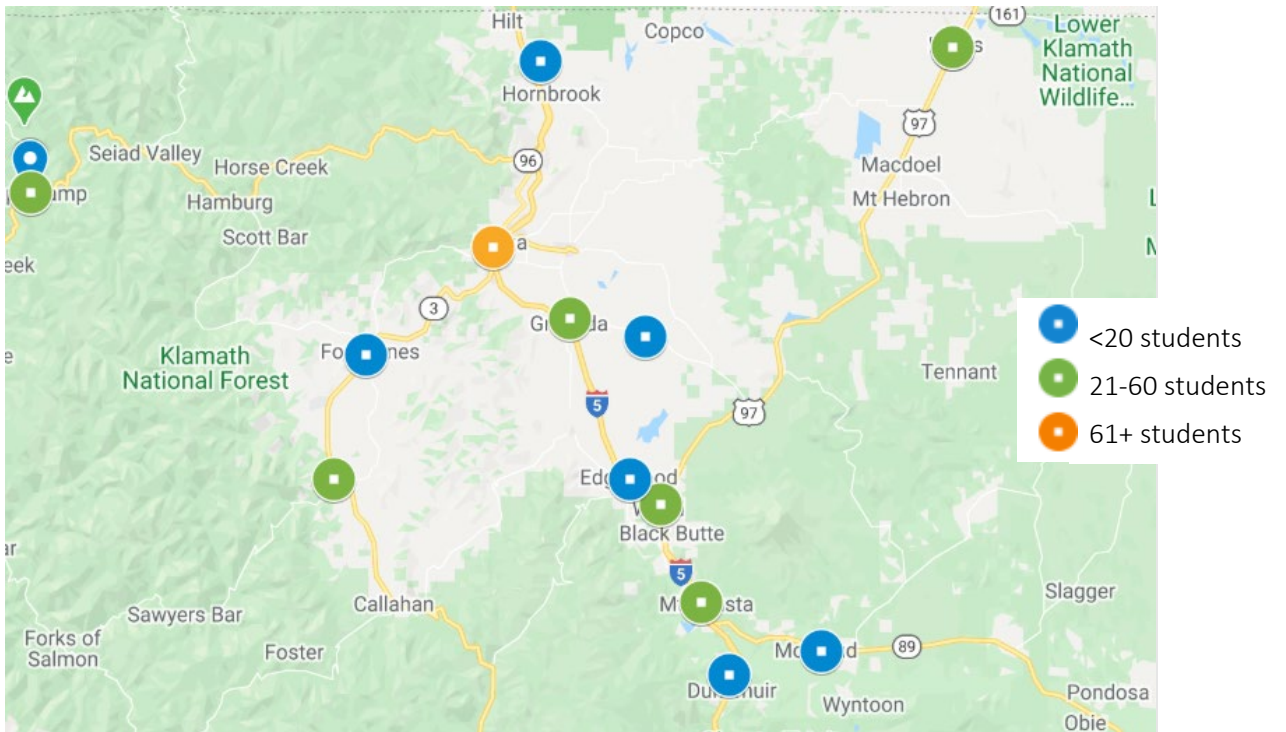 Hilt
161
Copco
Lower
Klamath
National
Wildlife...
Hornbrook
97
Seiad Valley
Horse Creek
96
Macdoel
Hamburg
Mt Hebron
Scott Bar
3
Klamath
National Forest
5
Tennant
97
<20 students
21-60 students
61+ students
Black Butte
5
Callahan
Slagger
Sawyers Bar
Forks of
Salmon
Foster
89
Wyntoon
Pondosa
Obie